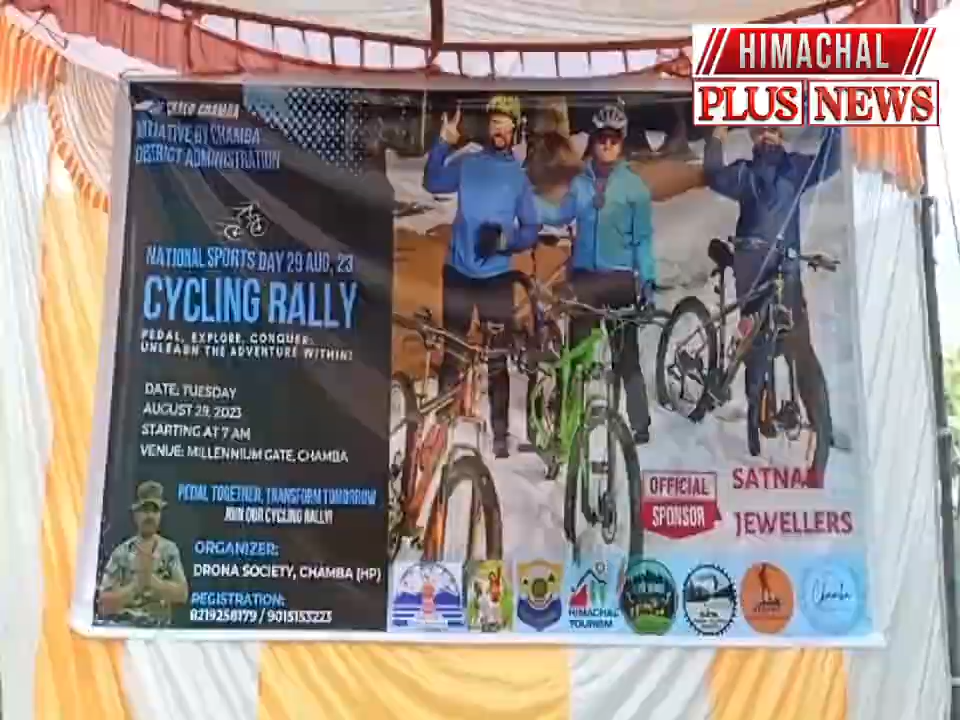 HIMACHAL
PLUS NEWS
CHAMBA
INITIATIVE BY CHAMBA
DISTRICT ADMINISTRATION
NATIONAL SPORTS DAY 29 AUG, 23
CYCLING RALLY
PEDAL, EXPLORE, CONQUER:
UNLEASH THE ADVENTURE WITHIN!
DATE: TUESDAY
AUGUST 29, 2023
STARTING AT 7 AM
VENUE: MILLENNIUM GATE, CHAMBA
PEDAL TOGETHER, TRANSFORM TOMORROW
JOIN OUR CYCLING RALLY!
ORGANIZER:
DRONA SOCIETY, CHAMBA (HP)
REGISTRATION:
8219258179 / 9015153223
OFFICIAL
SPONSOR
SATNAM
JEWELLERS
HIMACHAL
TOURISM
Chamba